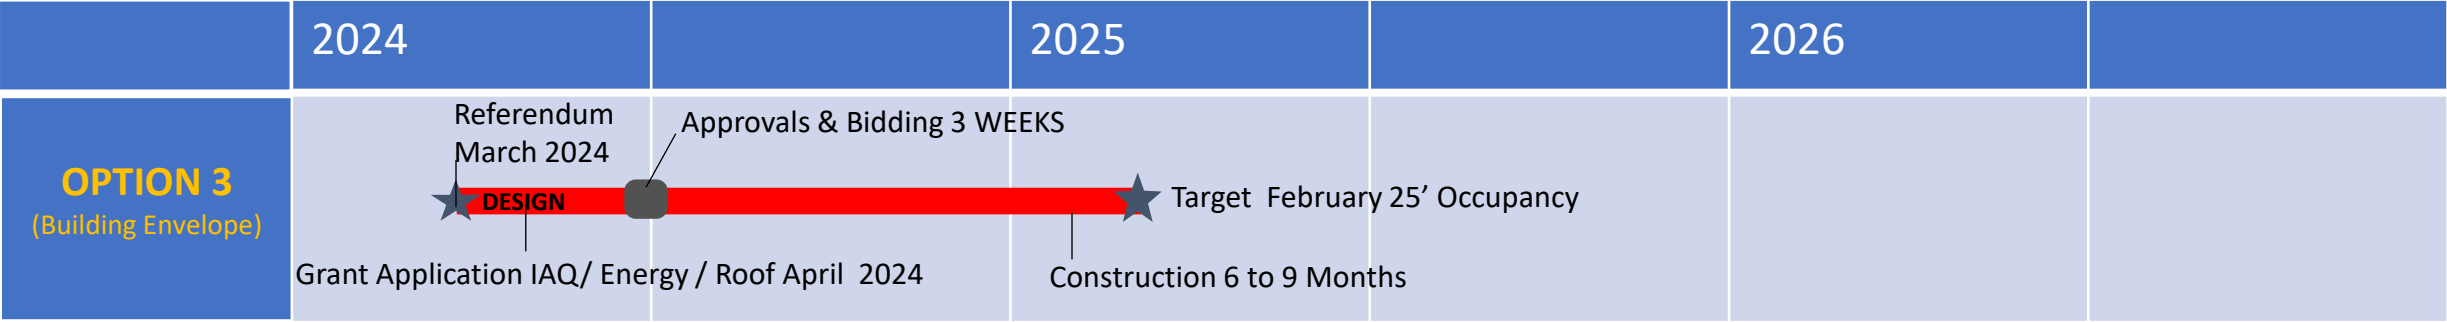 2024
2025
2026
OPTION 3
(Building Envelope)
Referendum
March 2024
Approvals & Bidding 3 WEEKS
DESIGN
Target  February 25’ Occupancy
Grant Application IAQ/ Energy / Roof April  2024
Construction 6 to 9 Months